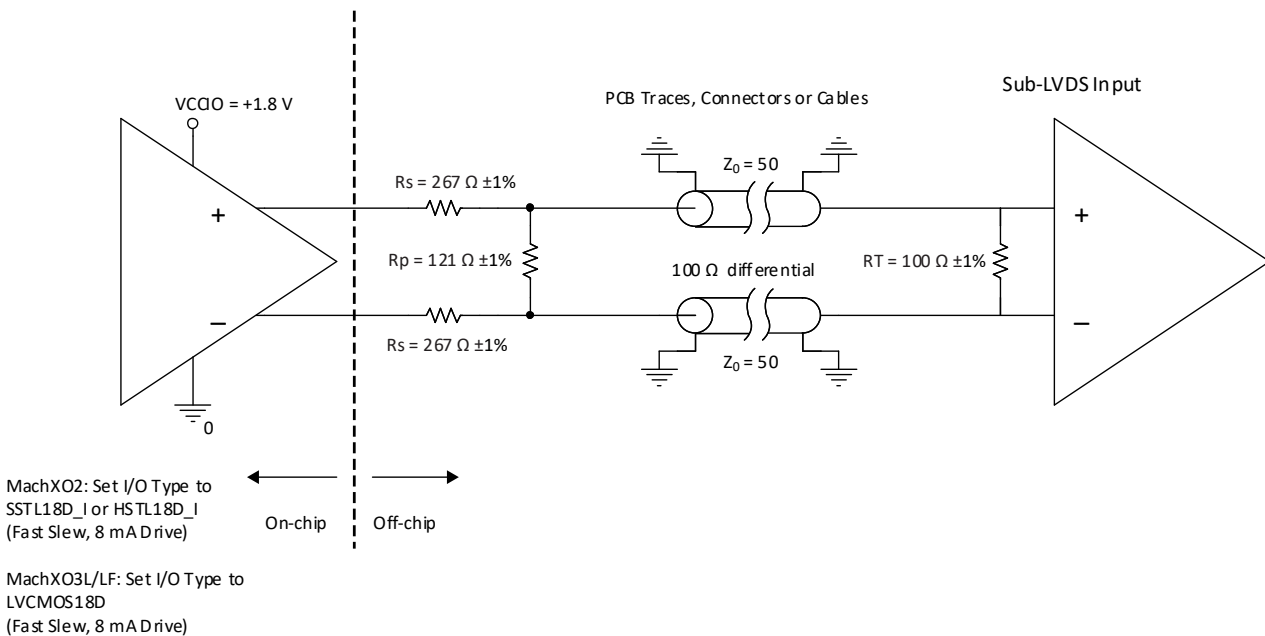 Sub-LVDS Input
VCCIO = +1.8 V
PCB Traces, Connectors or Cables
Z₀ = 50
Rs = 267 Ω ±1%
+
+
Rp = 121 Ω ±1%
100 Ω differential
RT = 100 Ω ±1%
−
−
Rs = 267 Ω ±1%
Z₀ = 50
0
MachXO2: Set I/O Type to
SSTL18D_I or HSTL18D_I
(Fast Slew, 8 mA Drive)
On-chip
Off-chip
MachXO3L/LF: Set I/O Type to
LVCMOS18D
(Fast Slew, 8 mA Drive)